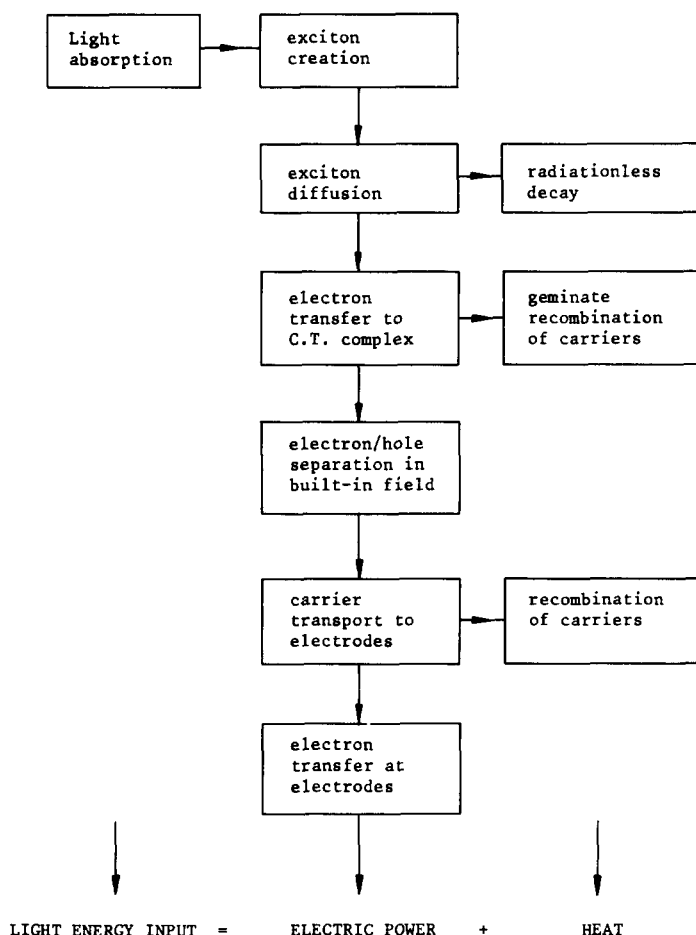 Light
absorption
exciton
creation
exciton
diffusion
radiationless
decay
electron
transfer to
C.T. complex
geminate
recombination
of carriers
electron/hole
separation in
built-in field
carrier
transport to
electrodes
recombination
of carriers
electron
transfer at
electrodes
LIGHT ENERGY INPUT = ELECTRIC POWER + HEAT